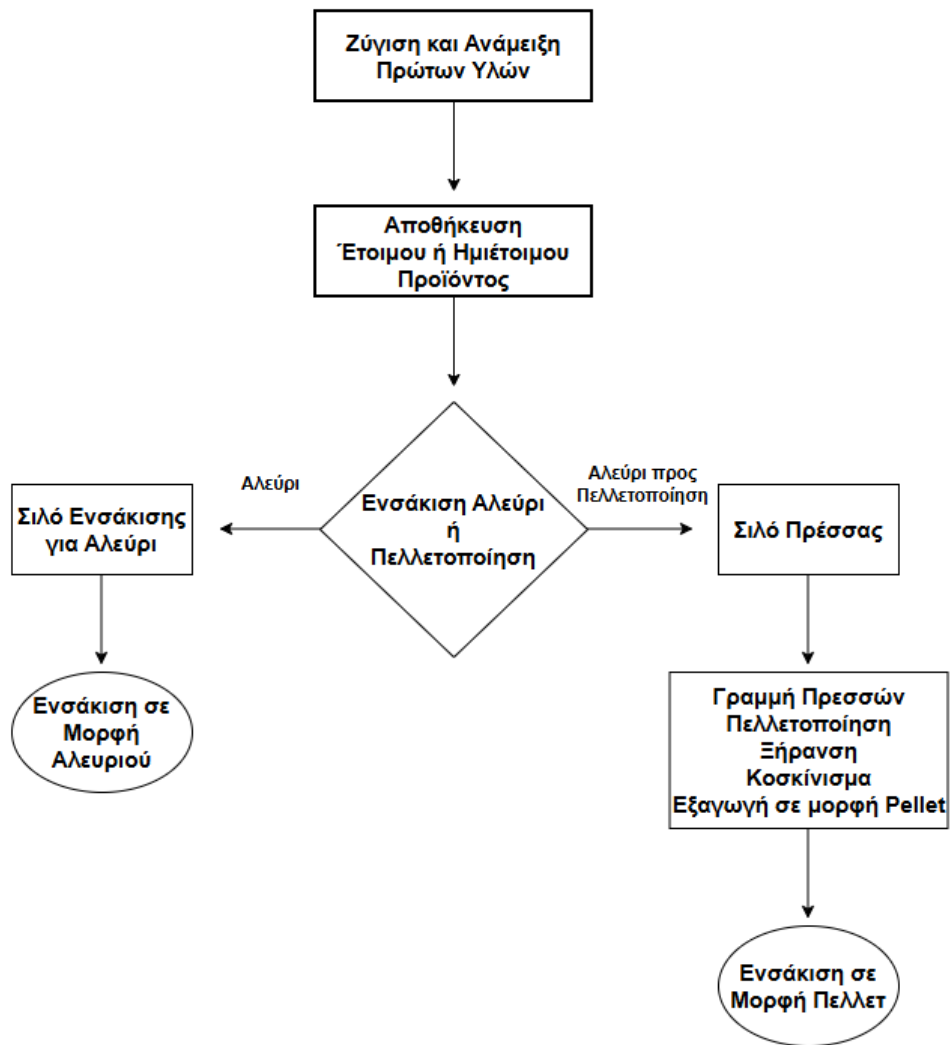 Ζύγιση και Ανάμειξη
Πρώτων Υλών
Αποθήκευση
Έτοιμου ή Ημιέτοιμου
Προϊόντος
Ενσάκιση Αλεύρι
ή
Πελλετοποίηση
Αλεύρι
Σιλό Ενσάκισης
για Αλεύρι
Ενσάκιση σε
Μορφή
Αλευριού
Αλεύρι προς
Πελλετοποίηση
Σιλό Πρέσσας
Γραμμή Πρεσσών
Πελλετοποίηση
Ξήρανση
Κοσκίνισμα
Εξαγωγή σε μορφή Pellet
Ενσάκιση σε
Μορφή Πελλετ